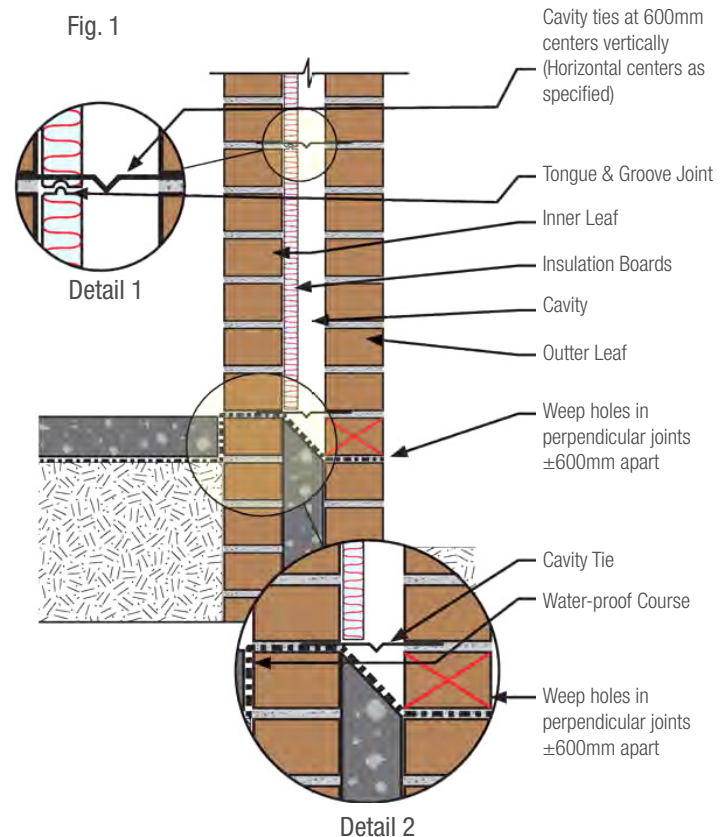 Fig. 1
Cavity ties at 600mm
centers vertically
(Horizontal centers as
specified)
Tongue & Groove Joint
Inner Leaf
Detail 1
Insulation Boards
Cavity
Outter Leaf
Weep holes in
perpendicular joints
±600mm apart
Cavity Tie
Water-proof Course
Weep holes in
perpendicular joints
±600mm apart
Detail 2